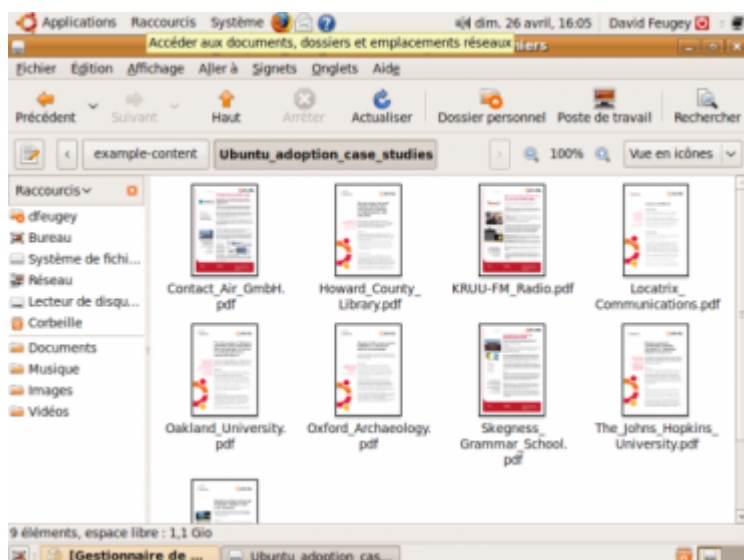 Applications Raccourcis Système dim. 26 avril, 16:05 David Feugey
Accéder aux documents, dossiers et emplacements réseaux
Fichier Édition Affichage Aller à Signets Onglets Aide
Précédent Suivant Haut Arrêter Actualiser Dossier personnel Poste de travail Rechercher
example-content Ubuntu_adoption_case_studies 100% Vue en icônes
Raccourcis
dfeugey
Bureau
Système de fichi...
Réseau
Lecteur de disqu...
Corbeille
Documents
Musique
Images
Vidéos
Contact_Air_GmbH.
pdf
Howard_County_
Library.pdf
KRUU-FM_Radio.pdf
Locatrix_
Communications.pdf
Oakland_University.
pdf
Oxford_Archaeology.
pdf
Skegness_
Grammar_School.
pdf
The_Johns_Hopkins_
University.pdf
9 éléments, espace libre : 1,1 Gio
[Gestionnaire de ... Ubuntu_adoption_cas...